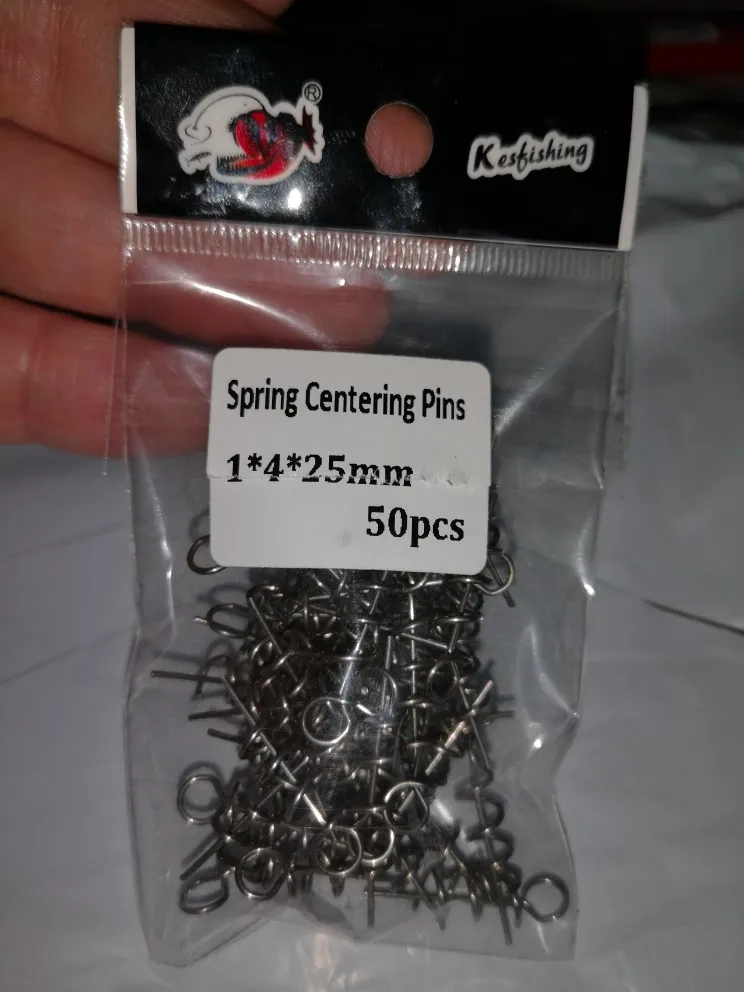 ®
Kesfishing
Spring Centering Pins
1*4*25mm
50pcs